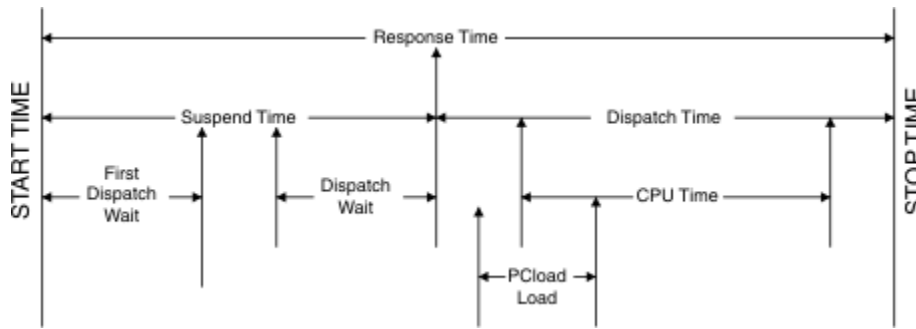 START TIME
Response Time
STOP TIME
Suspend Time
Dispatch Time
First
Dispatch
Wait
Dispatch
Wait
CPU Time
PCload
Load